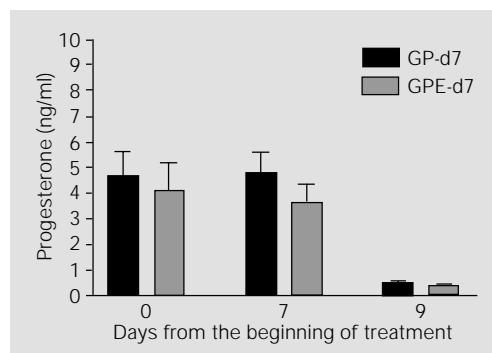 10
9
8
7
6
5
4
3
2
1
0
Progesterone (ng/ml)
GP-d7
GPE-d7
0 7 9
Days from the beginning of treatment